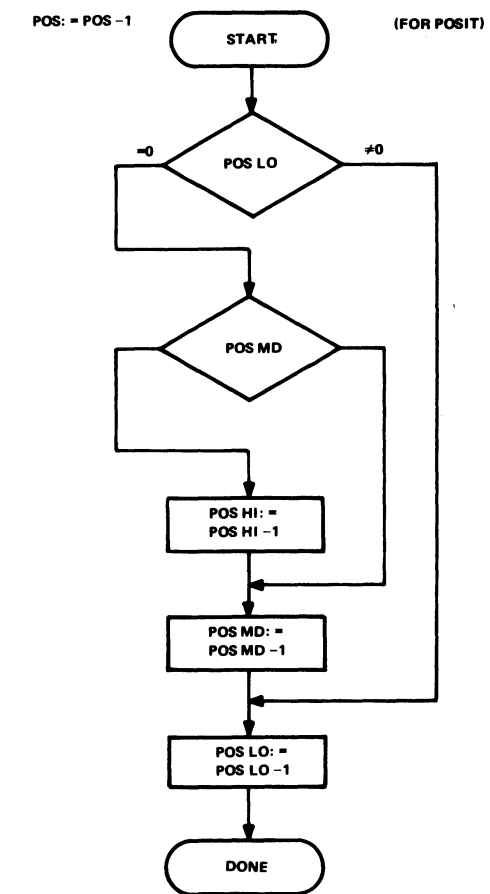 POS: = POS –1
(FOR POSIT)
START
=0
≠0
POS LO
POS MD
POS HI: =
POS HI –1
POS MD: =
POS MD –1
POS LO: =
POS LO –1
DONE